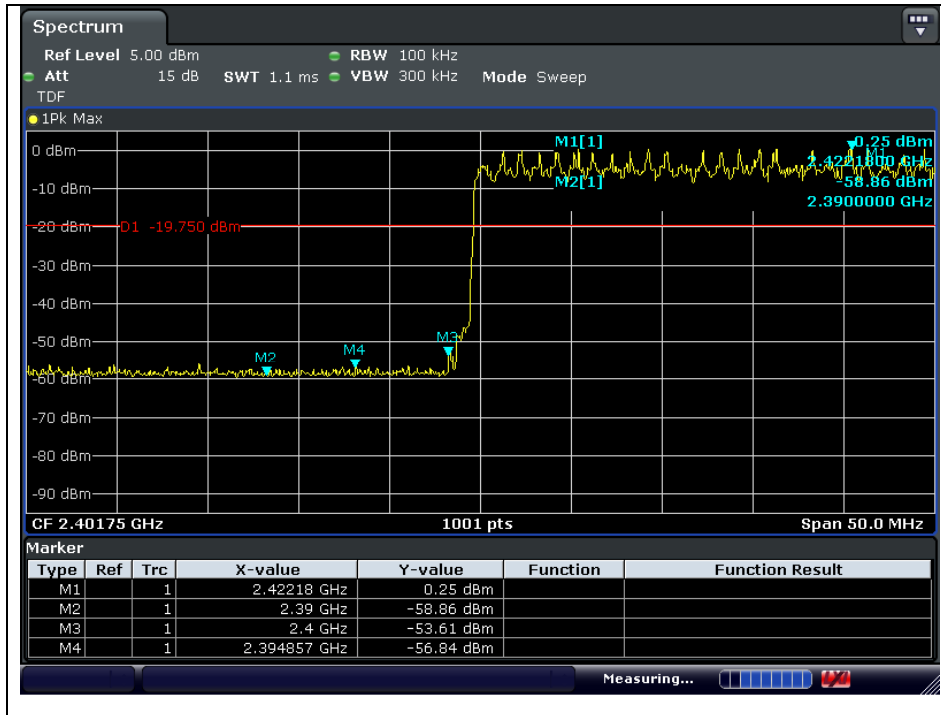 Spectrum
Ref Level 5.00 dBm RBW 100 kHz
Att 15 dB SWT 1.1 ms VBW 300 kHz Mode Sweep
TDF
1Pk Max
M1[1] 0.25 dBm
2.4221800 GHz
M2[1] -58.86 dBm
2.3900000 GHz
M1
0 dBm
-10 dBm
-20 dBm
D1 -19.750 dBm
-30 dBm
-40 dBm
-50 dBm
M2 M4 M3
-60 dBm
-70 dBm
-80 dBm
-90 dBm
CF 2.40175 GHz 1001 pts Span 50.0 MHz
Marker
Type Ref Trc X-value Y-value Function Function Result
M1 1 2.42218 GHz 0.25 dBm
M2 1 2.39 GHz -58.86 dBm
M3 1 2.4 GHz -53.61 dBm
M4 1 2.394857 GHz -56.84 dBm
Measuring...